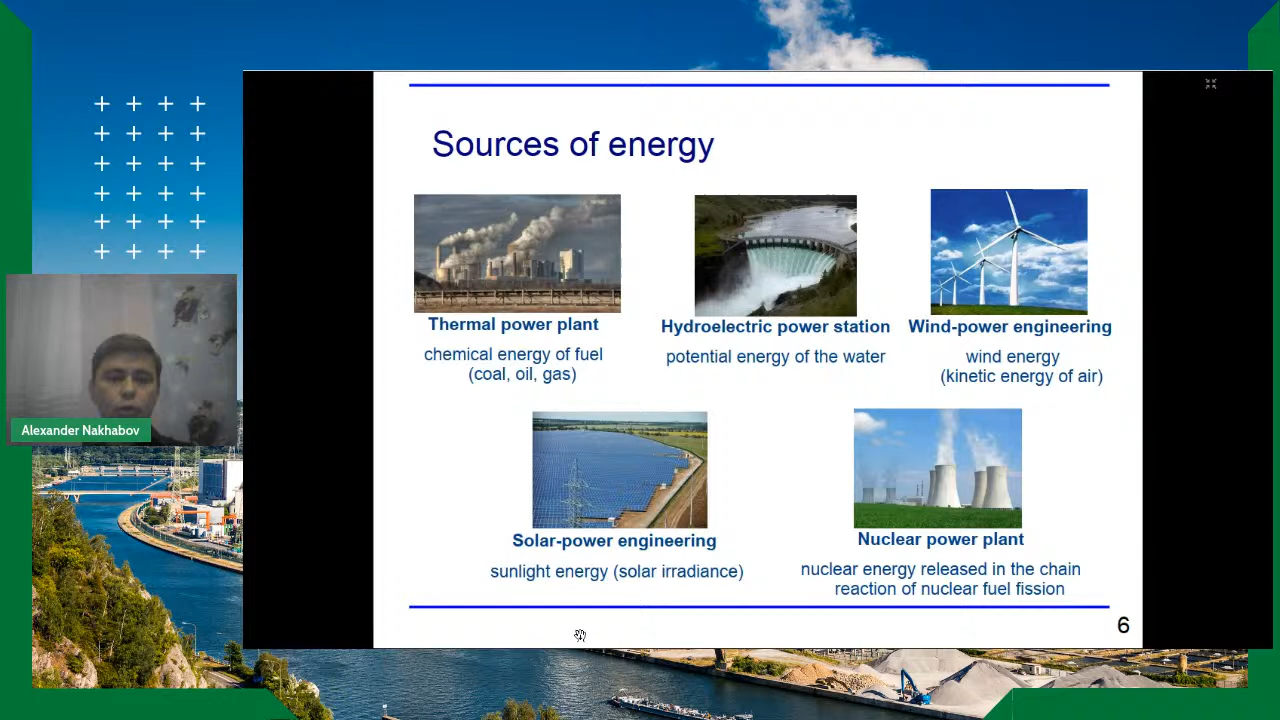 Sources of energy
Thermal power plant
chemical energy of fuel
(coal, oil, gas)
Hydroelectric power station
potential energy of the water
Wind-power engineering
wind energy
(kinetic energy of air)
Alexander Nakhabov
Solar-power engineering
sunlight energy (solar irradiance)
Nuclear power plant
nuclear energy released in the chain
reaction of nuclear fuel fission
6